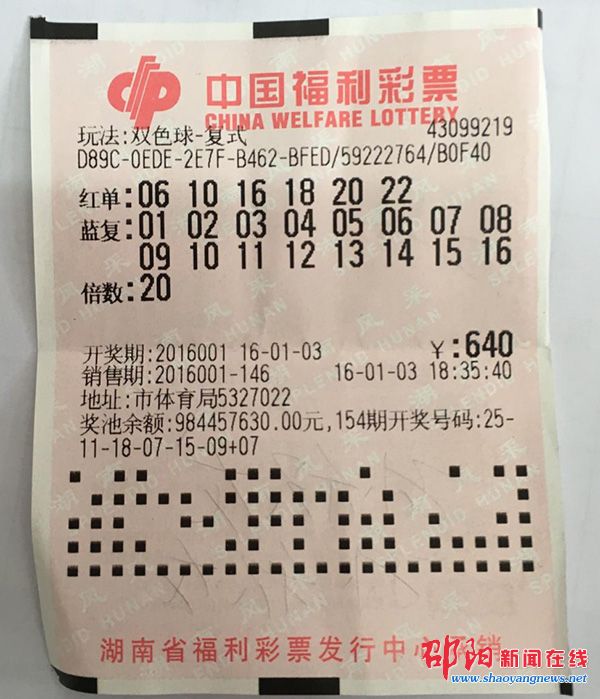 中国福利彩票
CHINA WELFARE LOTTERY
玩法:双色球-复式 43099219
D89C-0EDE-2E7F-B462-BFED/59222764/B0F40
红单:06 10 16 18 20 22
蓝复:01 02 03 04 05 06 07 08
09 10 11 12 13 14 15 16
倍数:20
开奖期:2016001 16-01-03 ¥:640
销售期:2016001-146 16-01-03 18:35:40
地址:市体育局5327022
奖池余额:984457630.00元,154期开奖号码:25-
11-18-07-15-09+07
湖南省福利彩票发行中心承销
邵阳新闻在线
www.shaoyangnews.net